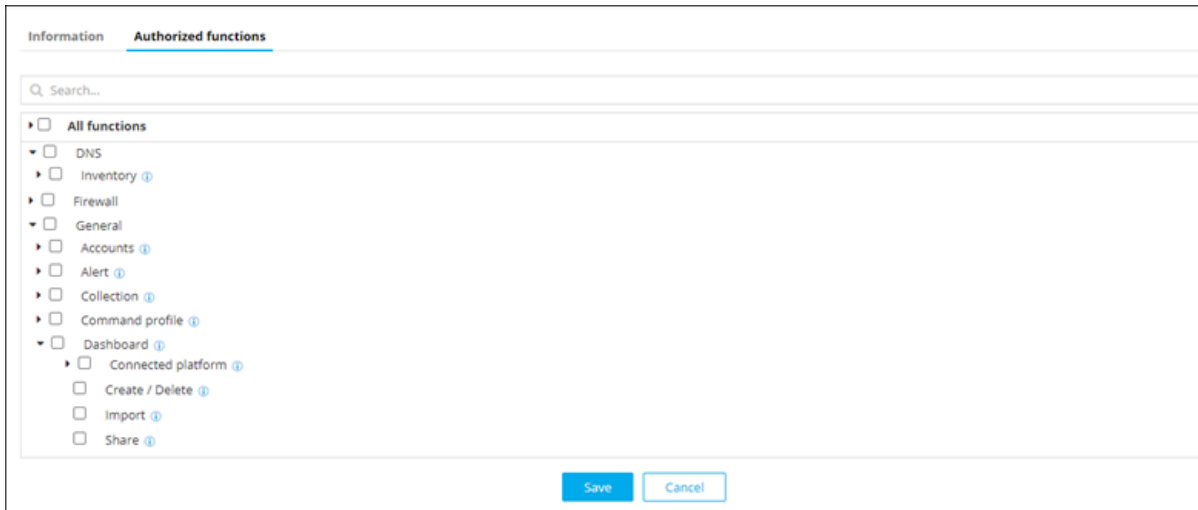 Information Authorized functions
Search...
All functions
DNS
Inventory
Firewall
General
Accounts
Alert
Collection
Command profile
Dashboard
Connected platform
Create / Delete
Import
Share
Save Cancel